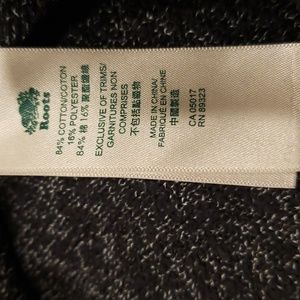 Roots
84% COTTON/COTON
16% POLYESTER
84% 棉 16% 聚酯纖維
EXCLUSIVE OF TRIMS/
GARNITURES NON
COMPRISES
不包括點綴物
MADE IN CHINA/
FABRIQUÉ EN CHINE
中國製造
CA 05017
RN 89323